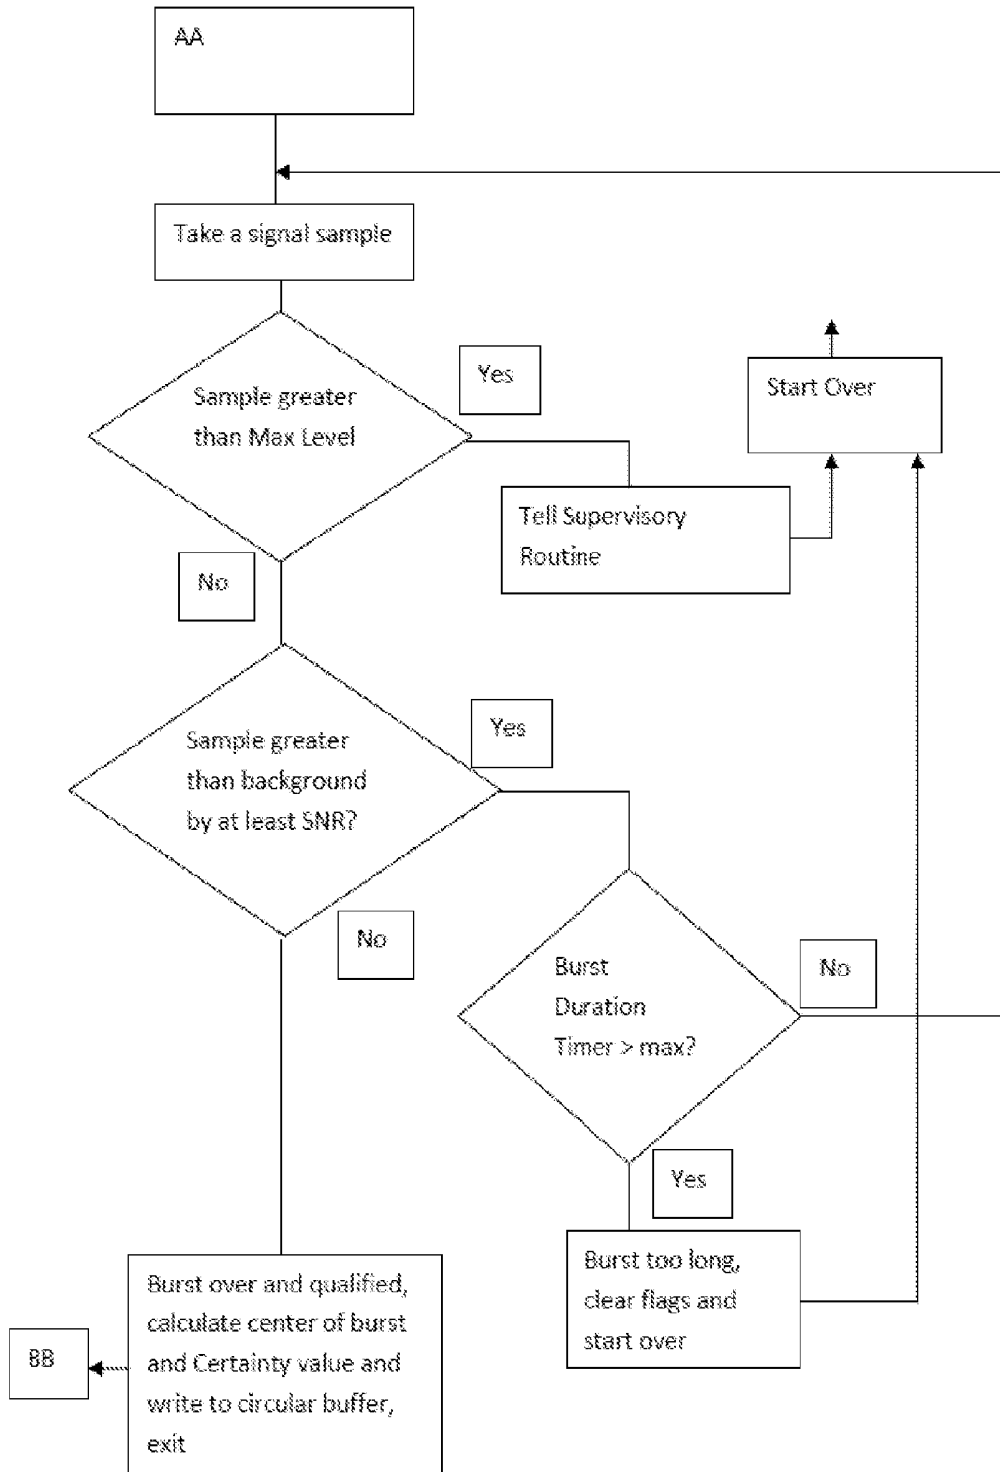 AA
Take a signal sample
Sample greater
than Max Level
Yes
Start Over
Tell Supervisory
Routine
No
Sample greater
than background
by at least SNR?
Yes
No
Burst
Duration
Timer > max?
No
Yes
Burst too long,
clear flags and
start over
Burst over and qualified,
calculate center of burst
and Certainty value and
write to circular buffer,
exit
BB